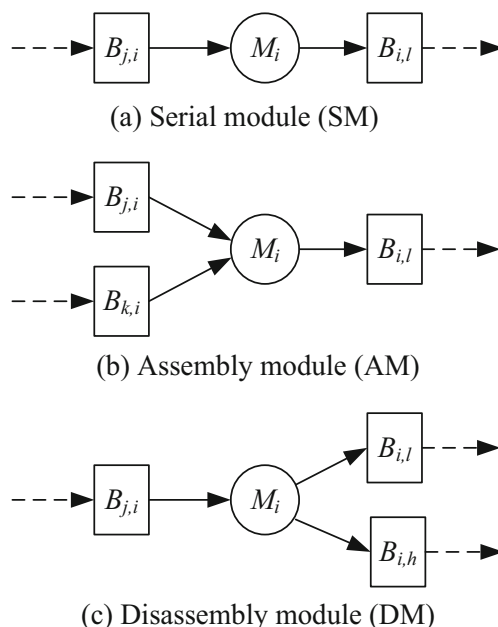 B_{j,i} M_i B_{i,l}
(a) Serial module (SM)
B_{j,i}
M_i B_{i,l}
B_{k,i}
(b) Assembly module (AM)
B_{i,l}
B_{j,i} M_i
B_{i,h}
(c) Disassembly module (DM)